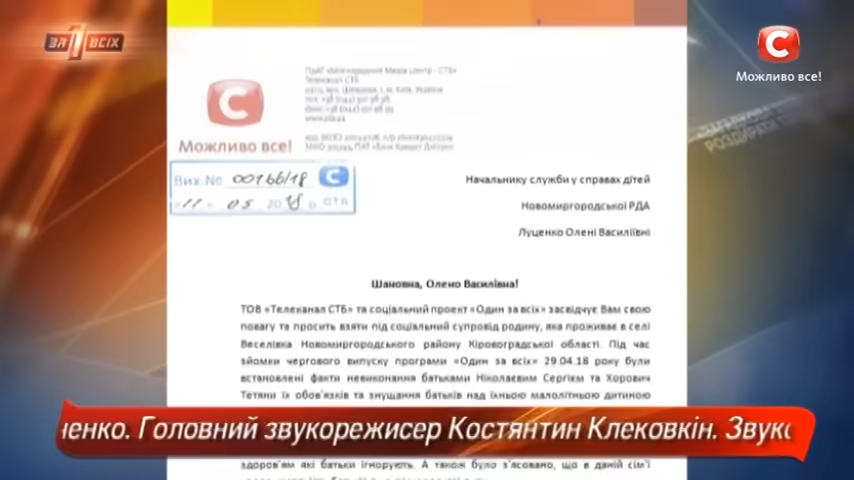 ЗА 1 ВСІХ
С
Можливо все!
С
Можливо все!
Телеканал СТБ
Вих.№ 00166/18
«11» 05 2018 р. СТБ
Начальнику служби у справах дітей
Новомиргородської РДА
Луценко Олені Василіївні
Шановна, Олено Василівна!
ТОВ «Телеканал СТБ» та соціальний проект «Один за всіх» засвідчує Вам свою
повагу та просить взяти під соціальний супровід родину, яка проживає в селі
Веселівка Новомиргородського району Кіровоградської області. Під час
зйомки чергового випуску програми «Один за всіх» 29.04.18 року були
встановлені факти невиконання батьками Ніколаєвим Сергієм та Хорович
Тетяни їх обов'язків та знущання батьків над їхньою малолітньою дитиною
ченко. Головний звукорежисер Костянтин Клековкін. Звуко
здоров'ям які батьки ігнорують. А також було з'ясовано, що в даній сім'ї